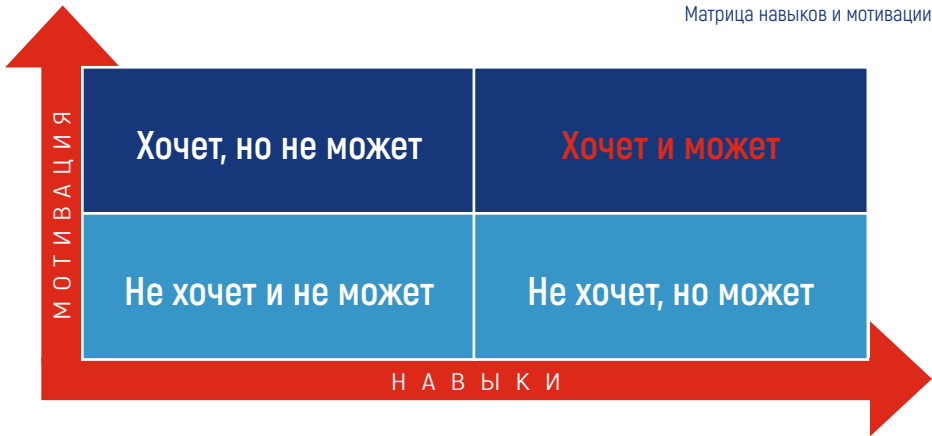 Матрица навыков и мотивации
МОТИВАЦИЯ
Хочет, но не может
Хочет и может
Не хочет и не может
Не хочет, но может
НАВЫКИ